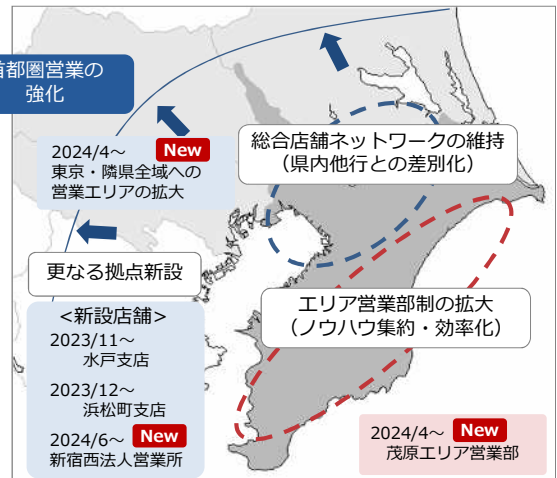 首都圏営業の
強化
2024/4～ New
東京・隣県全域への
営業エリアの拡大
総合店舗ネットワークの維持
（県内他行との差別化）
更なる拠点新設
<新設店舗>
2023/11～
水戸支店
2023/12～
浜松町支店
2024/6～ New
新宿西法人営業所
エリア営業部制の拡大
（ノウハウ集約・効率化）
2024/4～ New
茂原エリア営業部